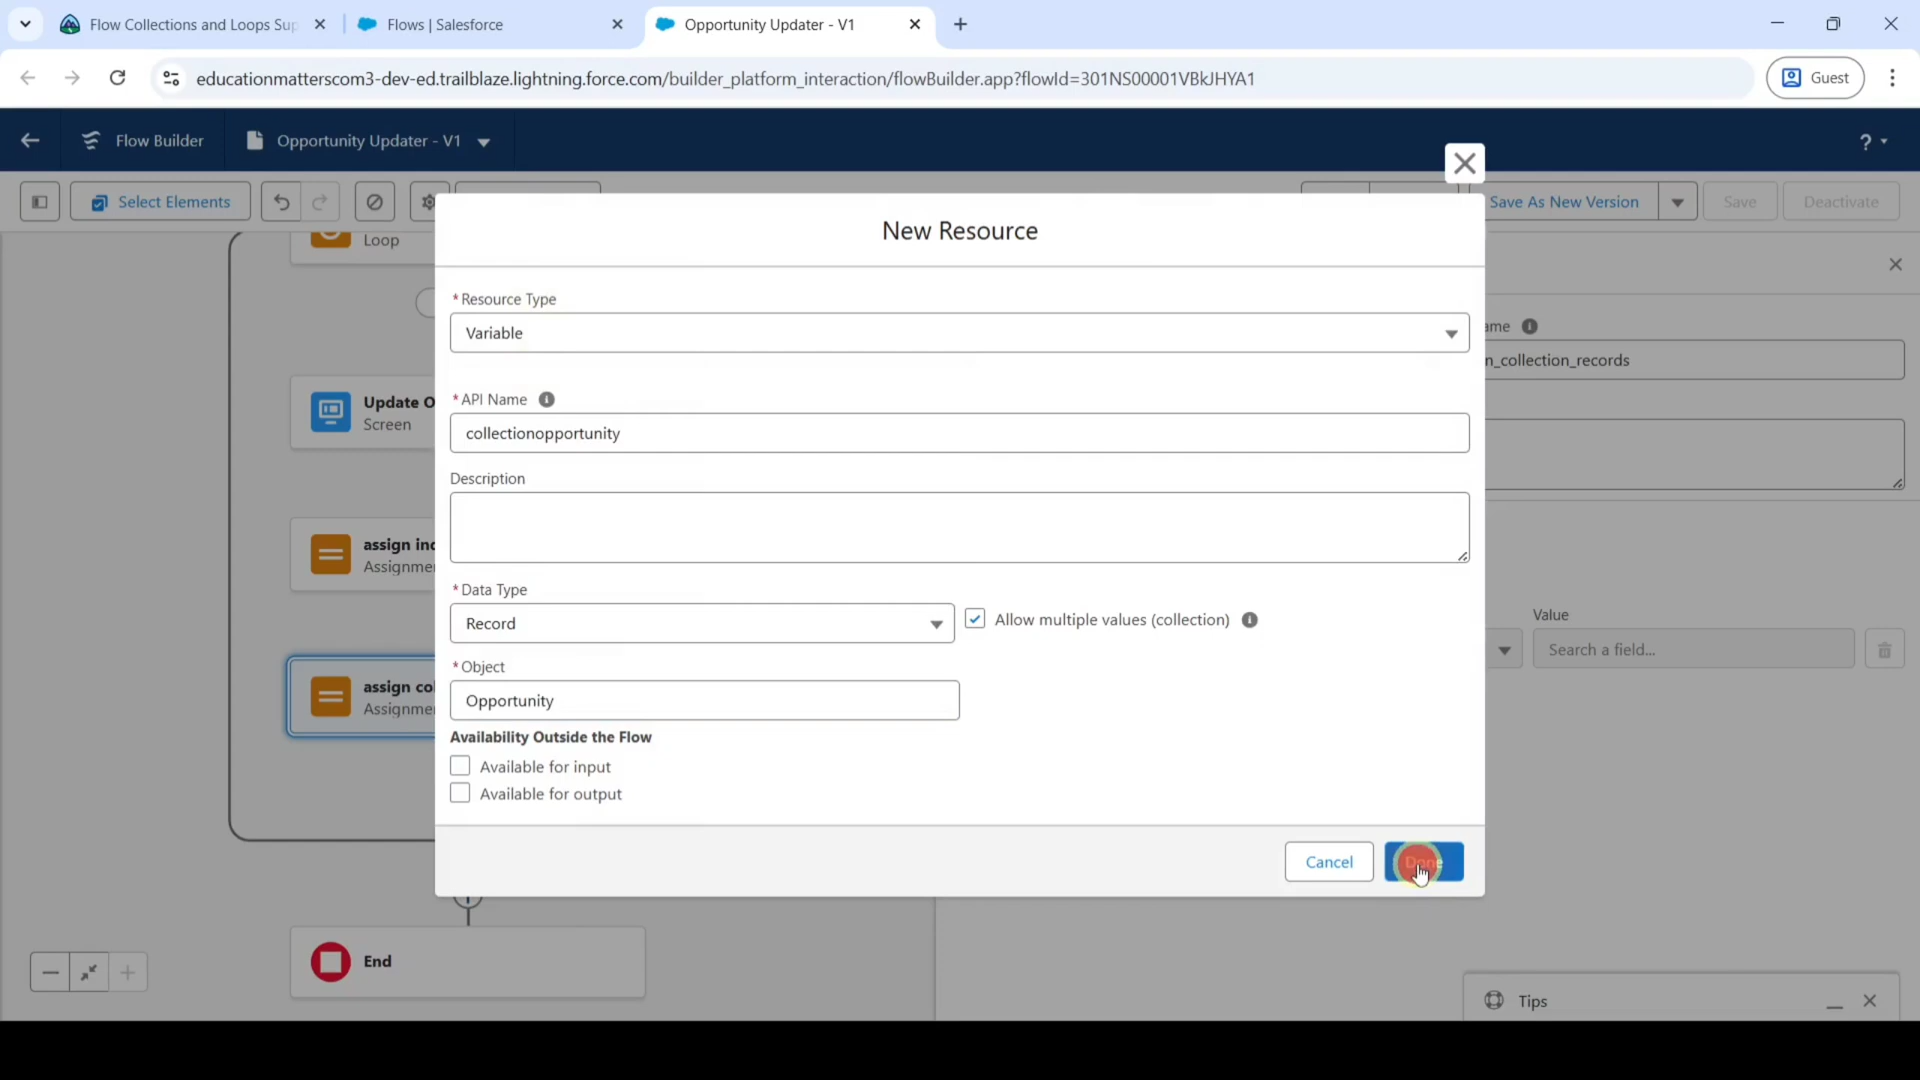 Flow Collections and Loops Sup
Flows | Salesforce
Opportunity Updater - V1
educationmatterscom3-dev-ed.trailblaze.lightning.force.com/builder_platform_interaction/flowBuilder.app?flowId=301NS00001VBkJHYA1
Guest
Flow Builder
Opportunity Updater - V1
?
Select Elements
Save As New Version
Save
Deactivate
Loop
New Resource
* Resource Type
Variable
ame
n_collection_records
* API Name
collectionopportunity
Update O
Screen
Description
assign inc
Assignme
* Data Type
Record
Allow multiple values (collection)
Value
Search a field...
* Object
Opportunity
assign col
Assignme
Availability Outside the Flow
Available for input
Available for output
Cancel
Done
End
Tips